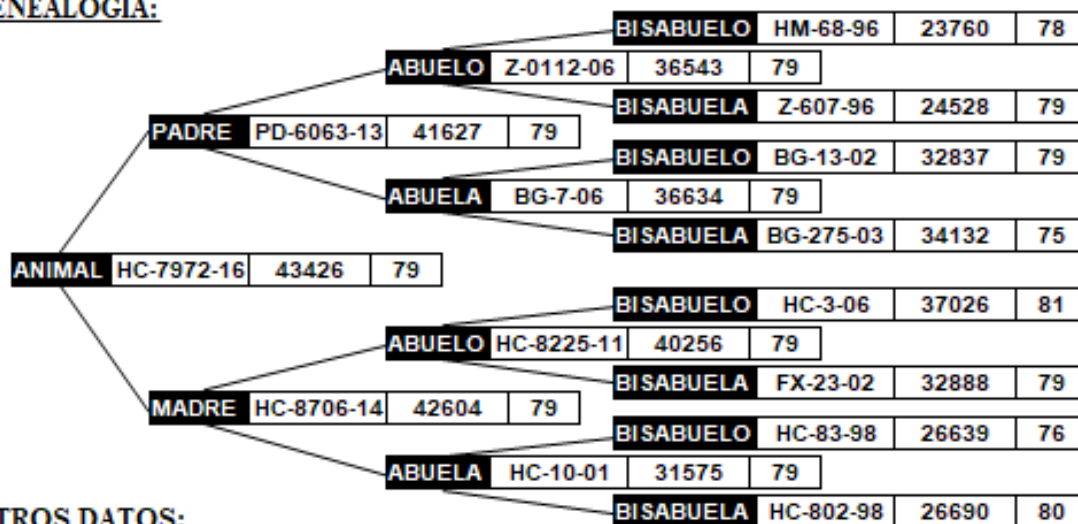 ENEALOGÍA:
BISABUELO HM-68-96 23760 78
ABUELO Z-0112-06 36543 79
BISABUELA Z-607-96 24528 79
PADRE PD-6063-13 41627 79
BISABUELO BG-13-02 32837 79
ABUELA BG-7-06 36634 79
BISABUELA BG-275-03 34132 75
ANIMAL HC-7972-16 43426 79
BISABUELO HC-3-06 37026 81
ABUELO HC-8225-11 40256 79
BISABUELA FX-23-02 32888 79
MADRE HC-8706-14 42604 79
BISABUELO HC-83-98 26639 76
ABUELA HC-10-01 31575 79
BISABUELA HC-802-98 26690 80
TROS DATOS: